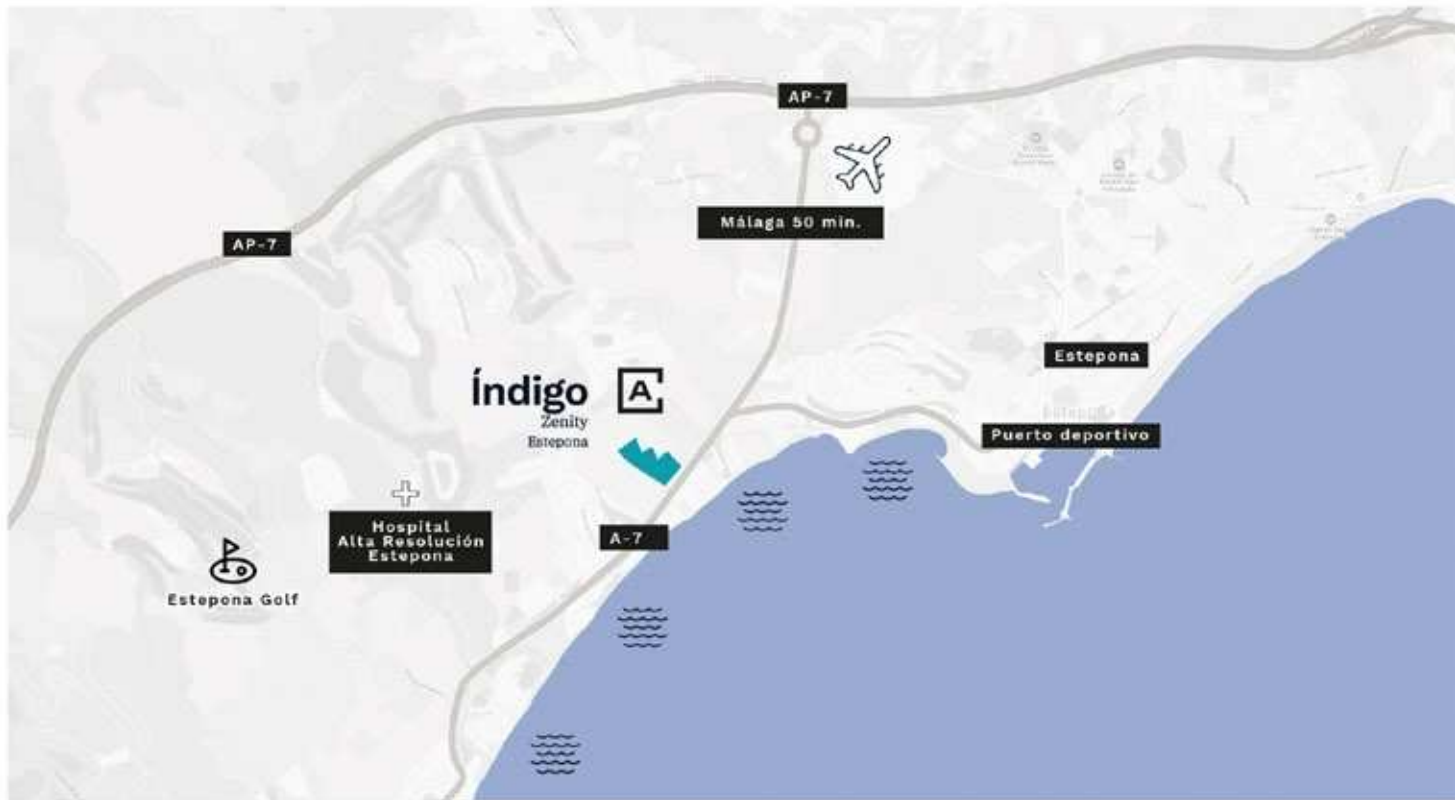 AP-7
Málaga 50 min.
AP-7
Estepona
Índigo
A
Zenity
Estepona
Puerto deportivo
Hospital
Alta Resolución
Estepona
A-7
Estepona Golf